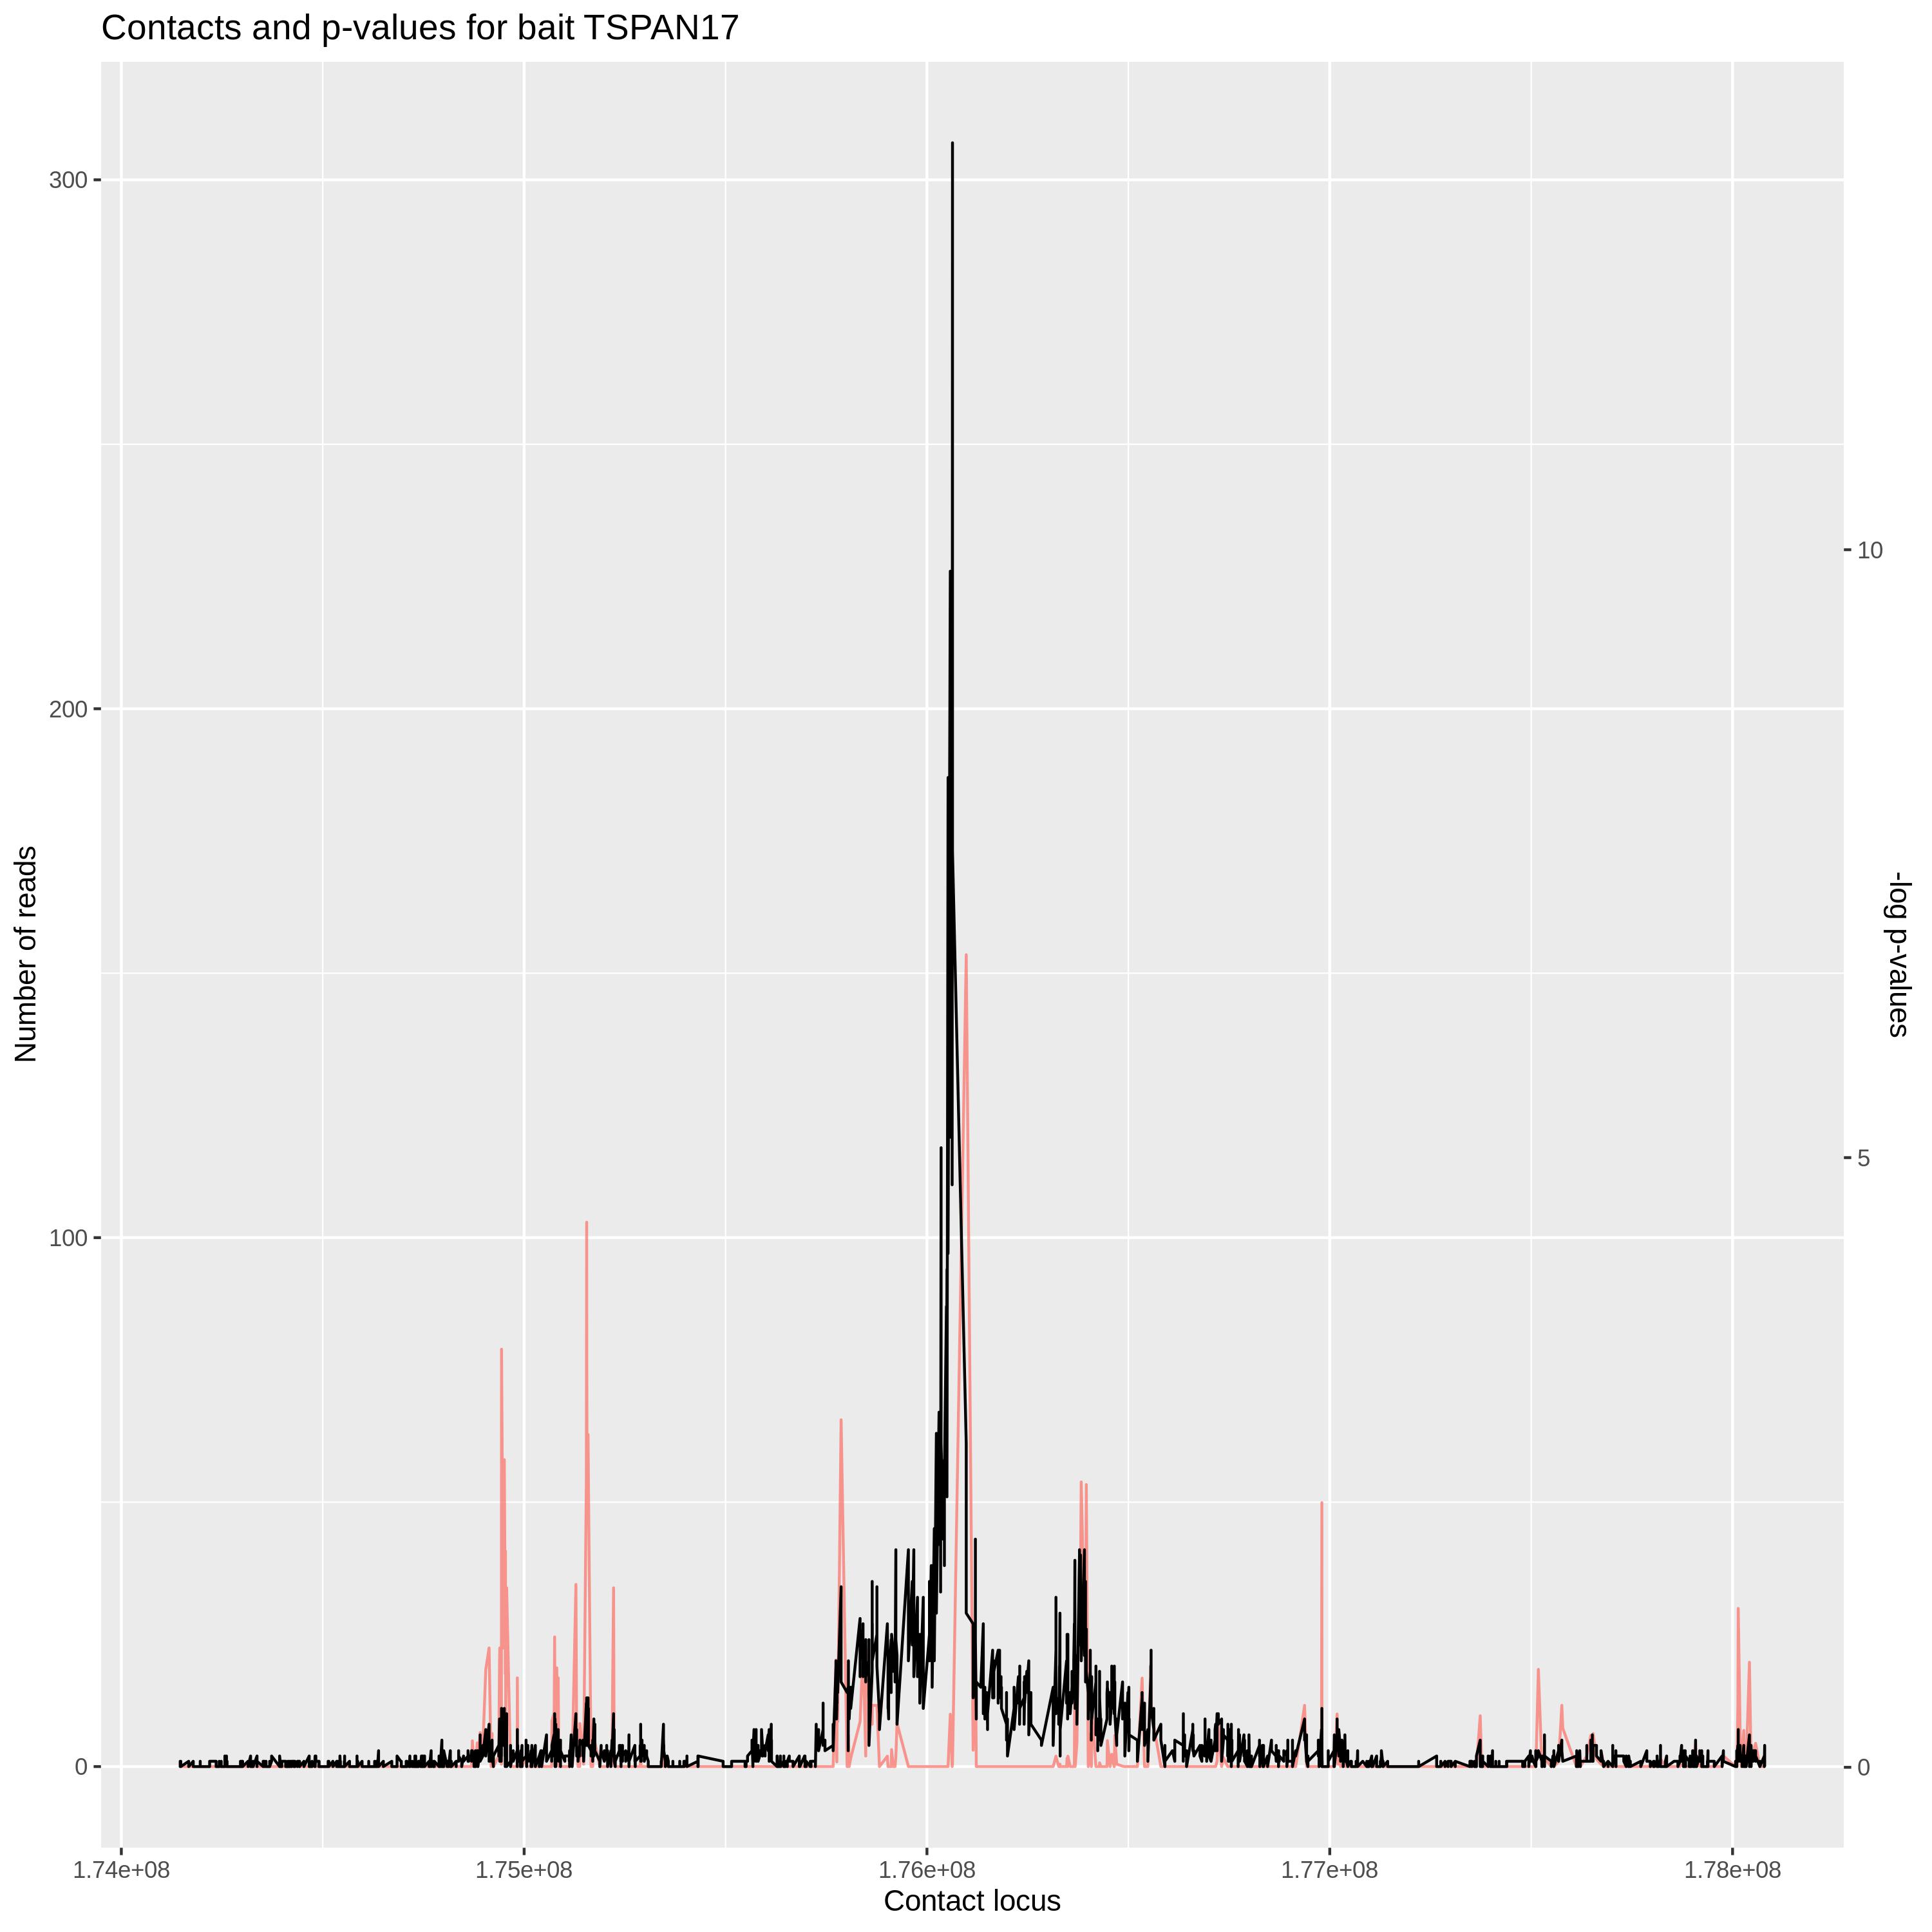 Contacts and p-values for bait TSPAN17
300
200
100
0
Number of reads
10
5
0
-log p-values
1.74e+08
1.75e+08
1.76e+08
1.77e+08
1.78e+08
Contact locus